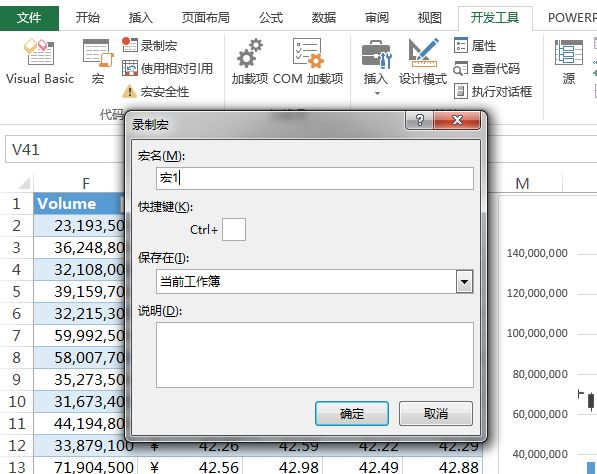 文件 开始 插入 页面布局 公式 数据 审阅 视图 开发工具 POWERP
Visual Basic 宏 录制宏 使用相对引用 宏安全性 加载项 COM 加载项 插入 设计模式 属性 查看代码 执行对话框 源
代码
录制宏
V41
宏名(M):
宏1
快捷键(K):
Ctrl+
保存在(I):
当前工作簿
说明(D):
确定 取消
F M
1 Volume
2 23,193,50
3 36,248,80
4 32,108,00
5 39,159,70
6 32,215,30
7 59,992,50
8 58,007,70
9 35,273,50
10 31,673,40
11 44,194,80
12 33,879,100 ¥ 42.26 42.59 42.22 42.29
13 71,904,500 ¥ 42.56 42.98 42.49 42.88
140,000,000
120,000,000
100,000,000
80,000,000
60,000,000
40,000,000